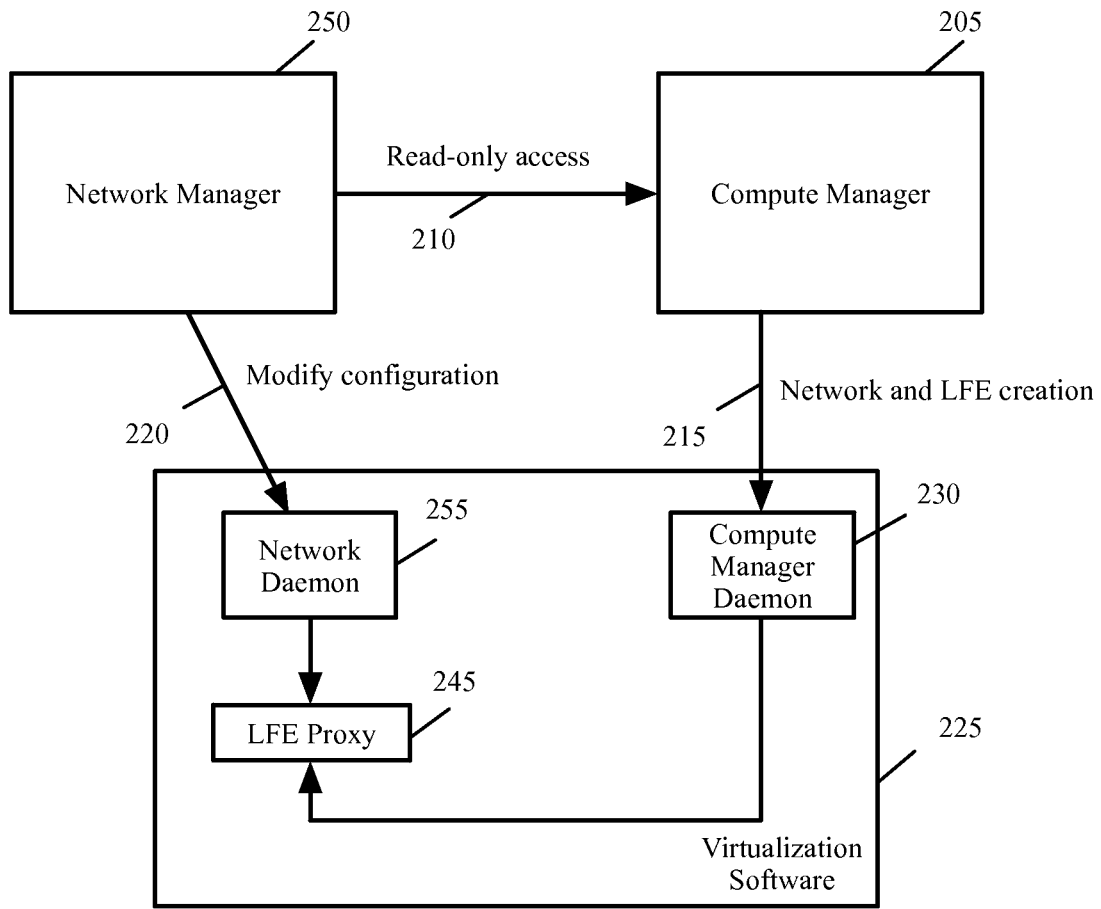 250
205
Network Manager
Read-only access
210
Compute Manager
Modify configuration
220
Network and LFE creation
215
255
Network
Daemon
230
Compute
Manager
Daemon
245
LFE Proxy
225
Virtualization
Software